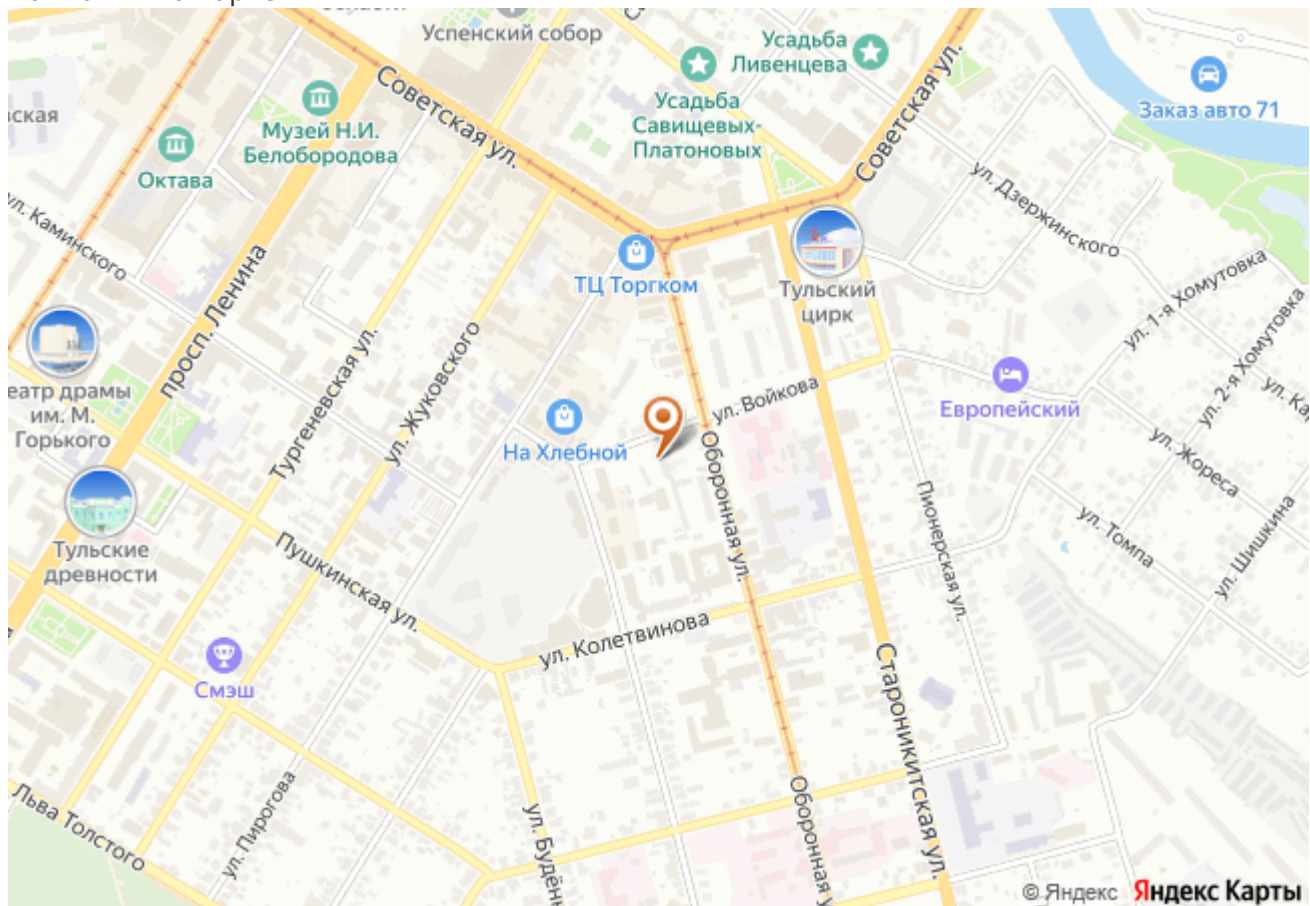 Успенский собор
Усадьба
Ливенцева
Заказ авто 71
Советская ул.
Советская ул.
Музей Н.И.
Белобородова
Усадьба
Савищевых-
Платоновых
ская
Октава
ул. Дзержинского
ул. Каминского
просп. Ленина
ТЦ Торгком
Тульский
цирк
ул. 1-я Хомутовка
ул. 2-я Хомутовка
Тургеневская ул.
ул. Жуковского
еатр драмы
им. М.
Горького
ул. Войкова
Европейский
ул. Жореса
На Хлебной
Оборонная ул.
Пионерская ул.
ул. Томпа
ул. Шишкина
Тульские
древности
Пушкинская ул.
ул. Колетвинова
Староникитская ул.
Смэш
Льва Толстого
ул. Пирогова
ул. Будённ
Оборонная у
© Яндекс Яндекс Карты